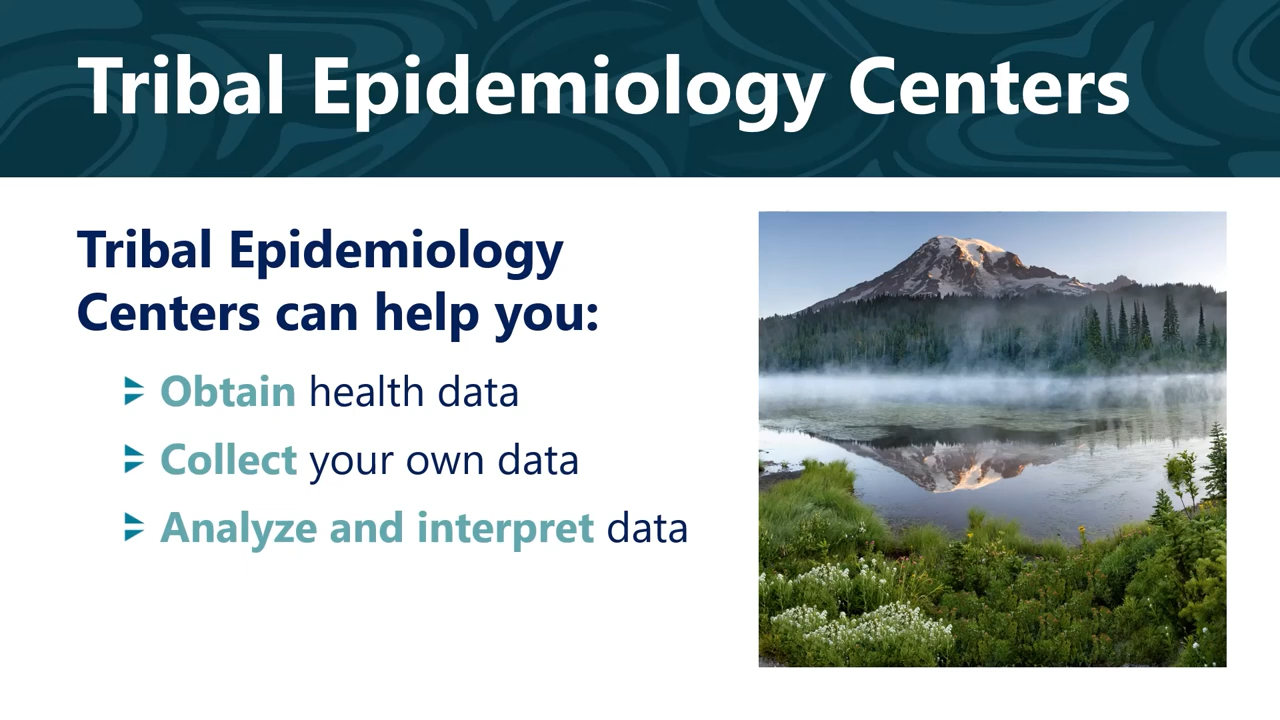 Tribal Epidemiology Centers
Tribal Epidemiology
Centers can help you:
Obtain health data
Collect your own data
Analyze and interpret data